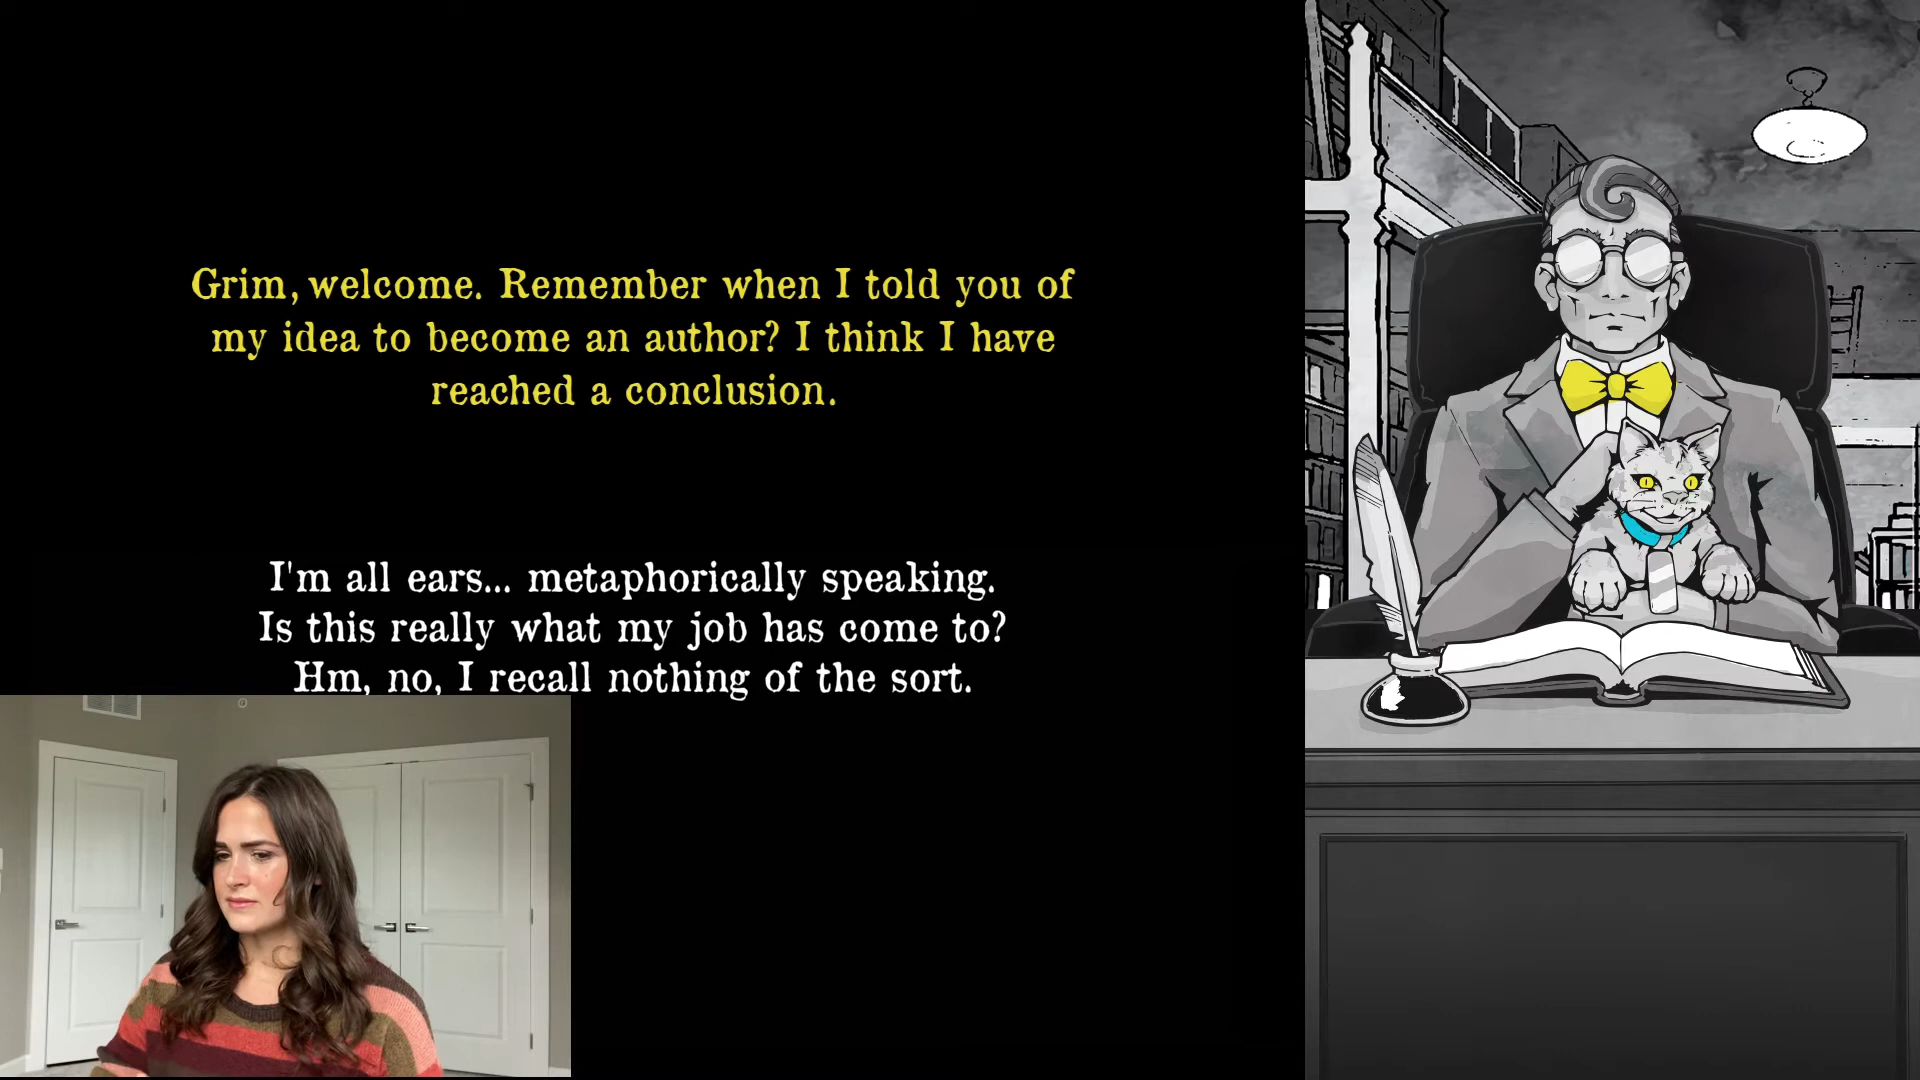 Grim, welcome. Remember when I told you of
my idea to become an author? I think I have
reached a conclusion.
I'm all ears... metaphorically speaking.
Is this really what my job has come to?
Hm, no, I recall nothing of the sort.